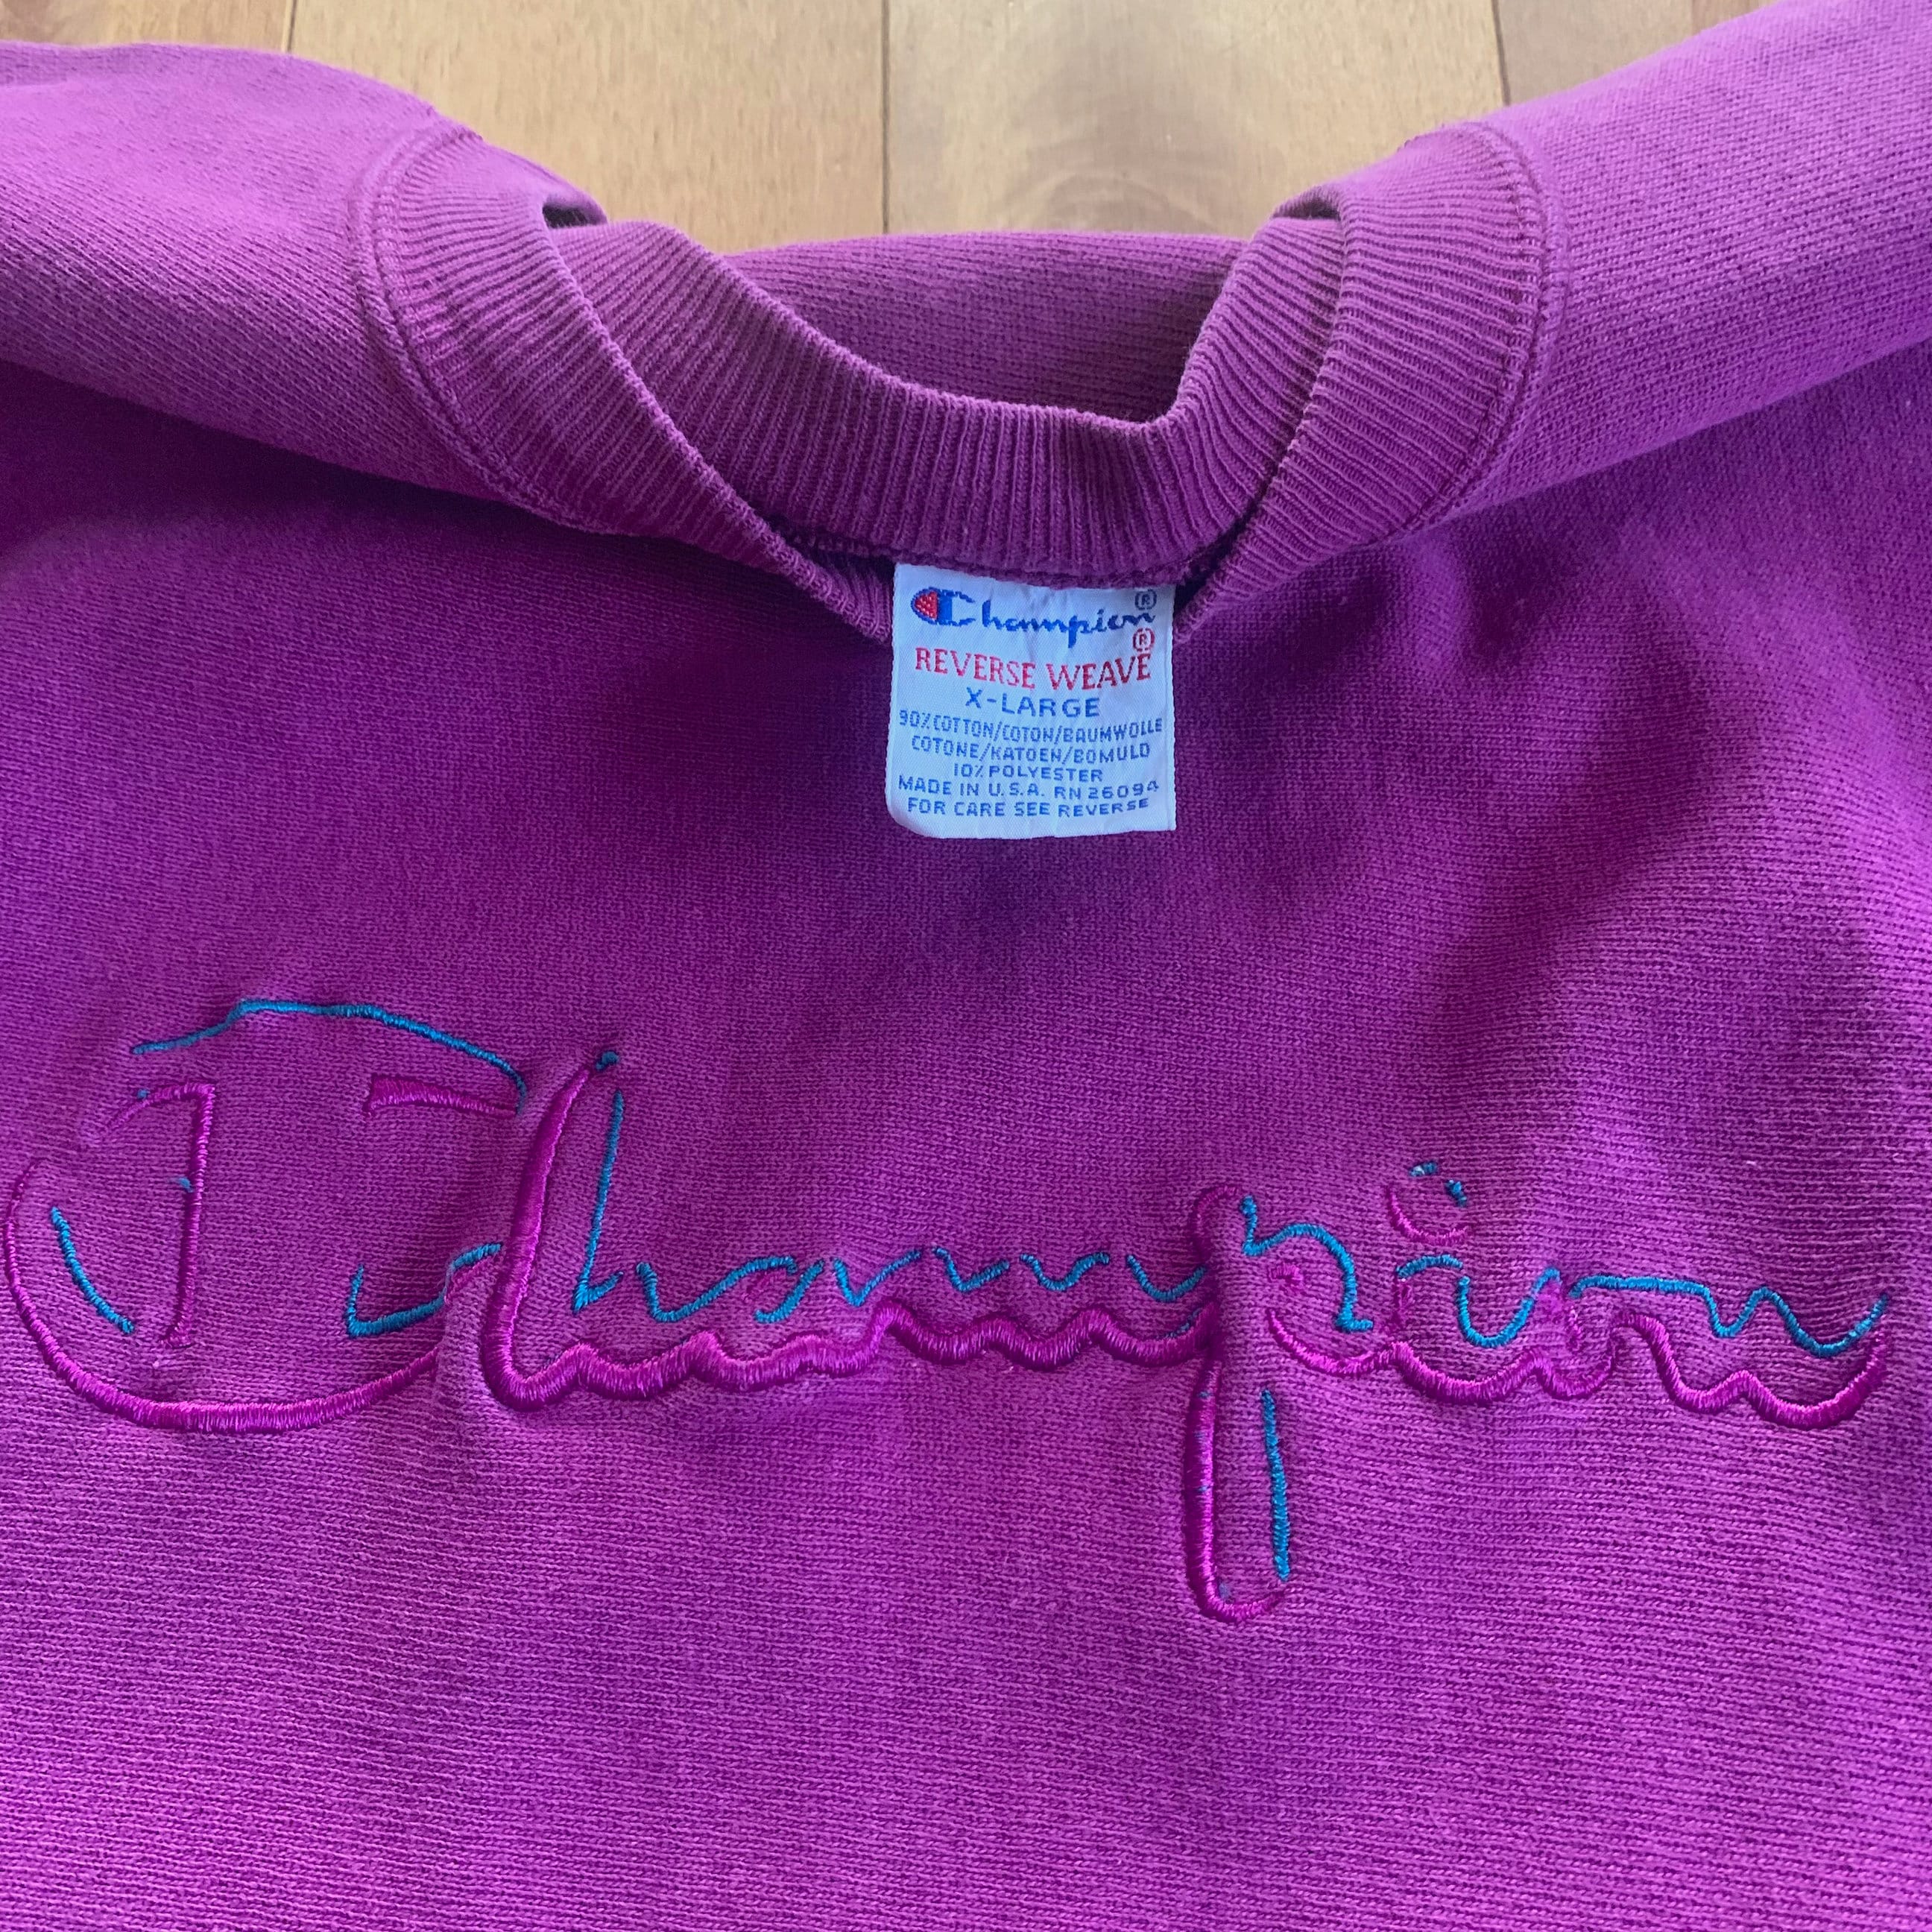 Champion®
REVERSE WEAVE®
X-LARGE
90% COTTON/COTON/BAUMWOLLE
COTONE/KATOEN/BOMULD
10% POLYESTER
MADE IN U.S.A. RN 26094
FOR CARE SEE REVERSE
Champion